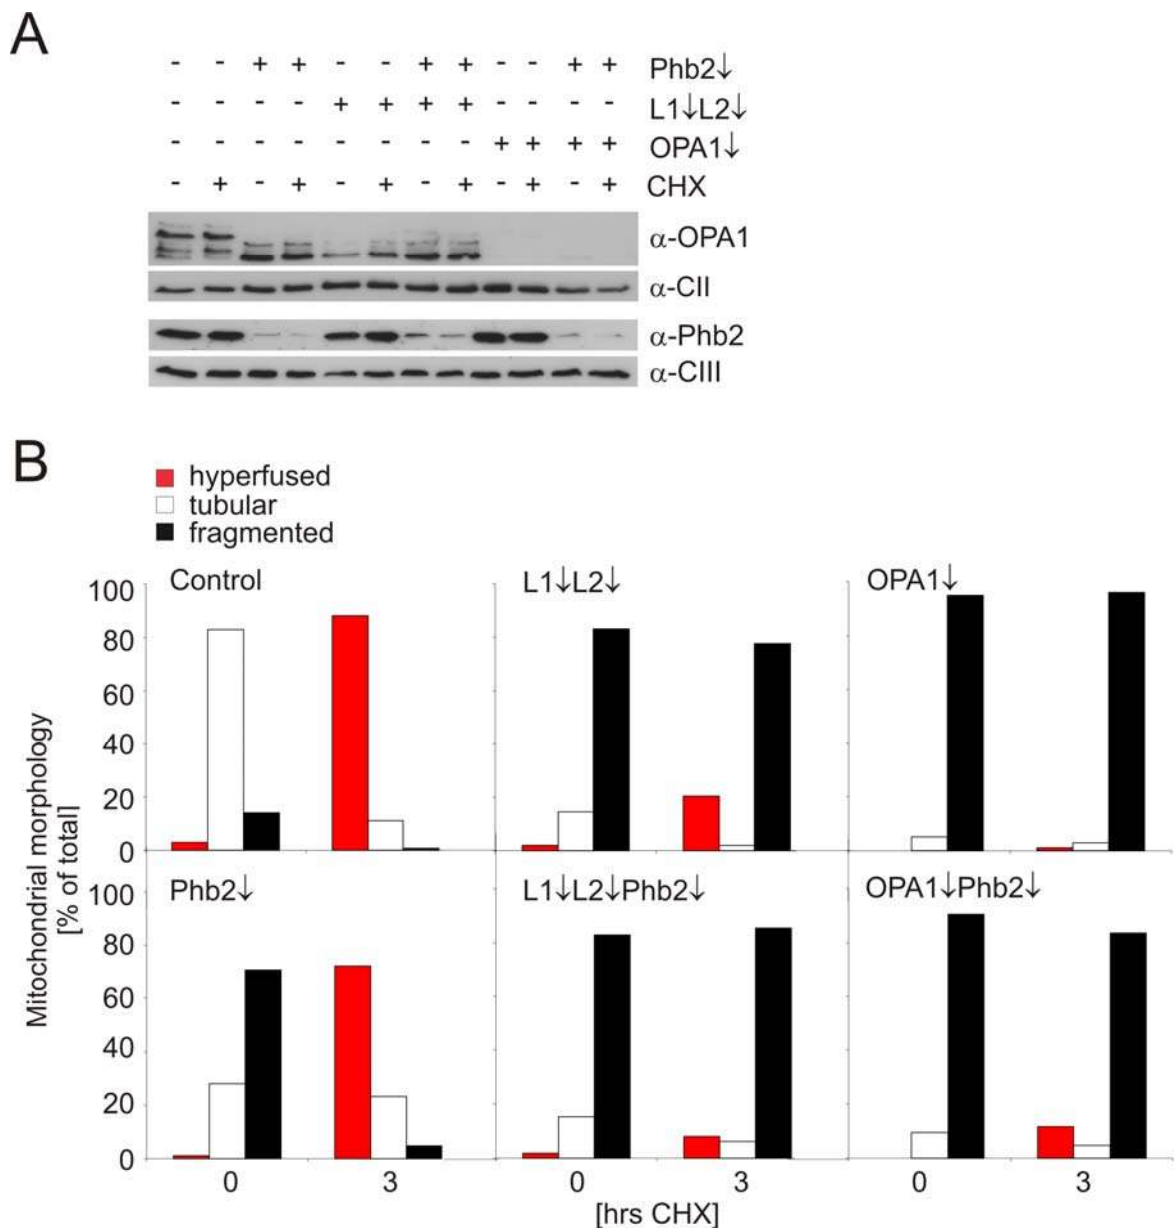 A
- - + + - - + + - - + + Phb2↓
- - - - + + + + - - - - L1↓L2↓
- - - - - - - - + + + + OPA1↓
- + - + - + - + - + - + CHX
α-OPA1
α-CII
α-Phb2
α-CIII
B
hyperfused
tubular
fragmented
Control
L1↓L2↓
OPA1↓
100
80
60
40
20
0
Phb2↓
L1↓L2↓Phb2↓
OPA1↓Phb2↓
80
60
40
20
0
Mitochondrial morphology
[% of total]
0 3 0 3 0 3
[hrs CHX]